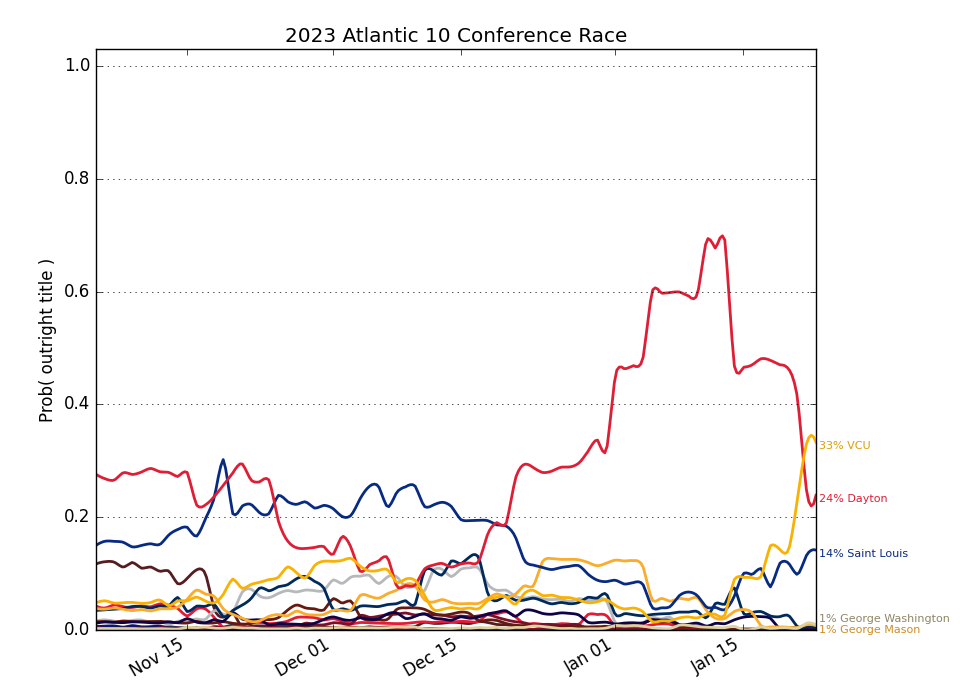 2023 Atlantic 10 Conference Race
Prob( outright title )
1.0
0.8
0.6
0.4
0.2
0.0
33% VCU
24% Dayton
14% Saint Louis
1% George Washington
1% George Mason
Nov 15
Dec 01
Dec 15
Jan 01
Jan 15